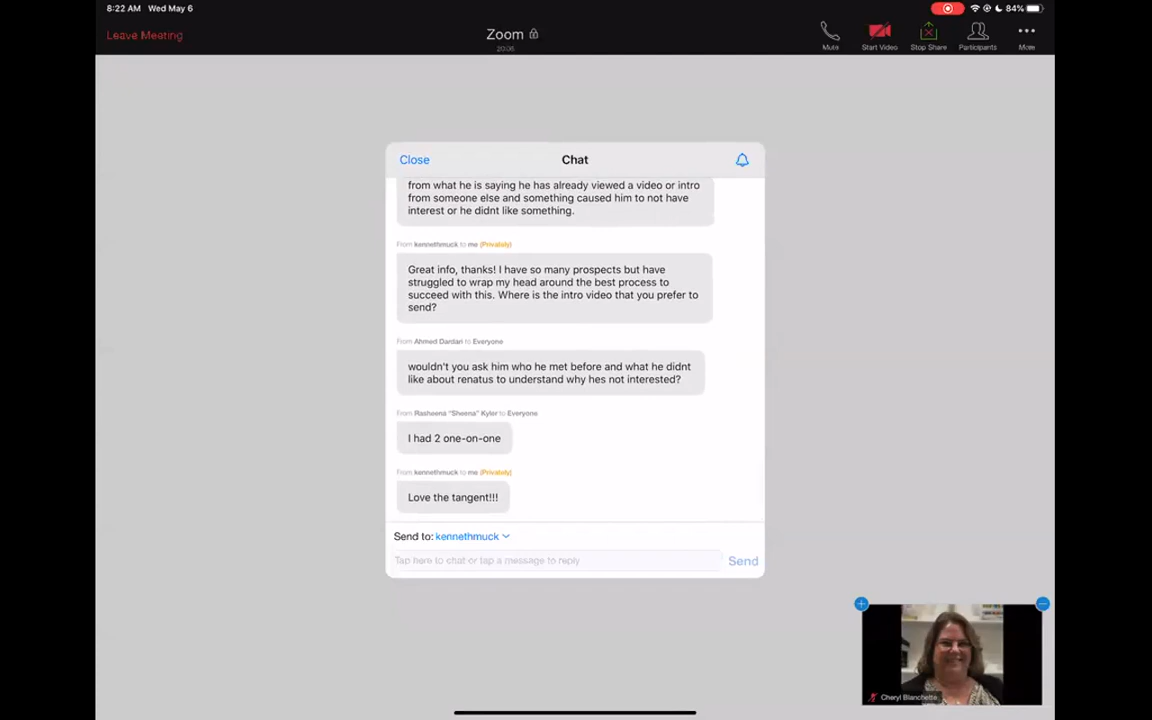 8:22 AM Wed May 6
84%
Leave Meeting
Zoom
20:06
Mute
Start Video
Stop Share
Participants
More
Close
Chat
from what he is saying he has already viewed a video or intro
from someone else and something caused him to not have
interest or he didnt like something.
From kennethmuck to me (Privately)
Great info, thanks! I have so many prospects but have
struggled to wrap my head around the best process to
succeed with this. Where is the intro video that you prefer to
send?
From Ahmed Dardari to Everyone
wouldn't you ask him who he met before and what he didnt
like about renatus to understand why hes not interested?
From Rasheena "Sheena" Kyler to Everyone
I had 2 one-on-one
From kennethmuck to me (Privately)
Love the tangent!!!
Send to: kennethmuck
Tap here to chat or tap a message to reply
Send
Cheryl Blanchette